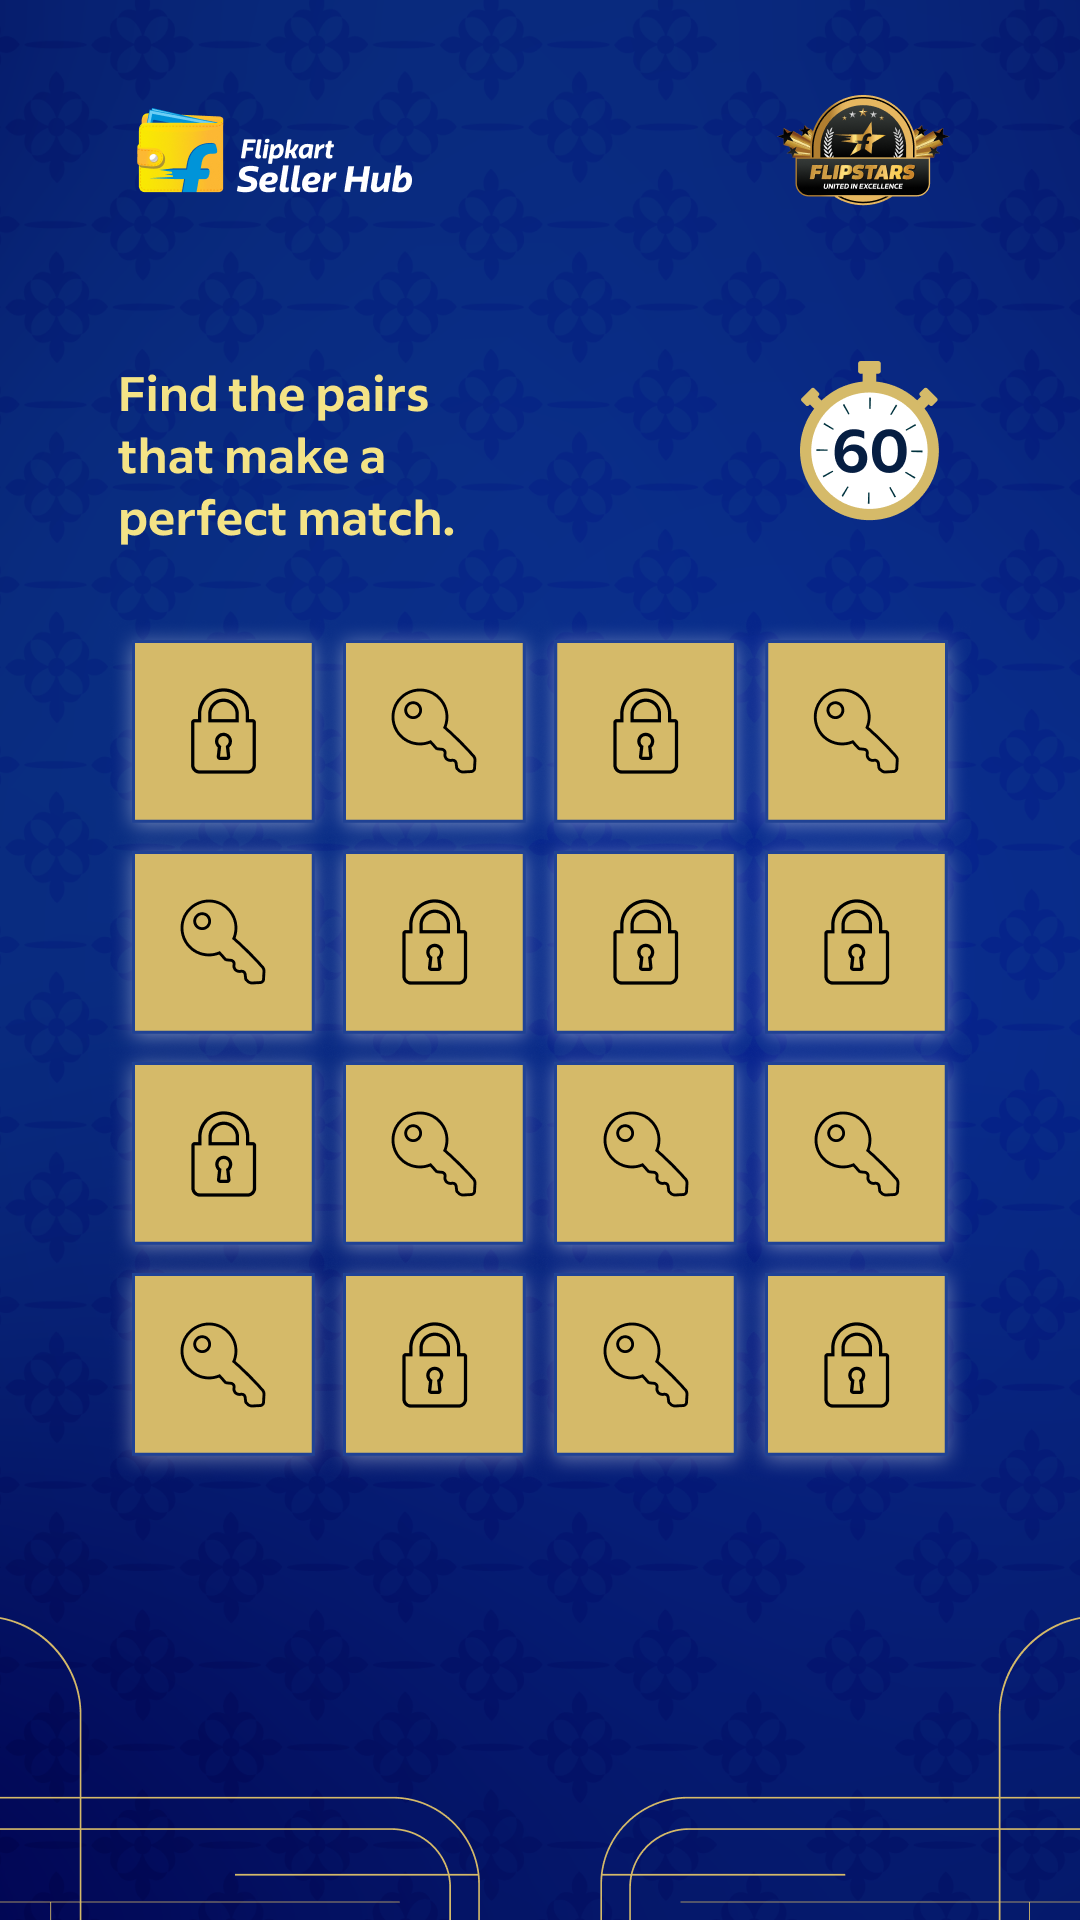 Flipkart
Seller Hub
FLIPSTARS
UNITED IN EXCELLENCE
Find the pairs
that make a
perfect match.
60